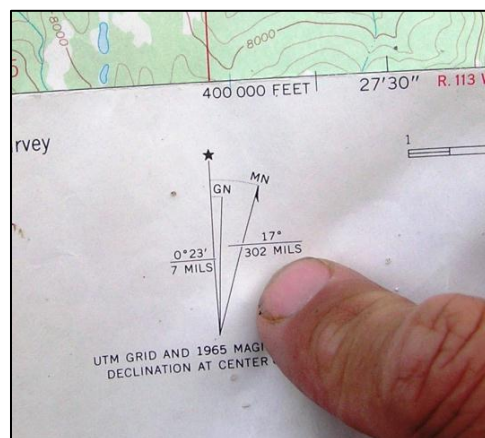 8000
8000
5
400 000 FEET
27'30"
R. 113
rvey
1
★
GN
MN
0°23'
7 MILS
17°
302 MILS
UTM GRID AND 1965
DECLINATION AT CENTER